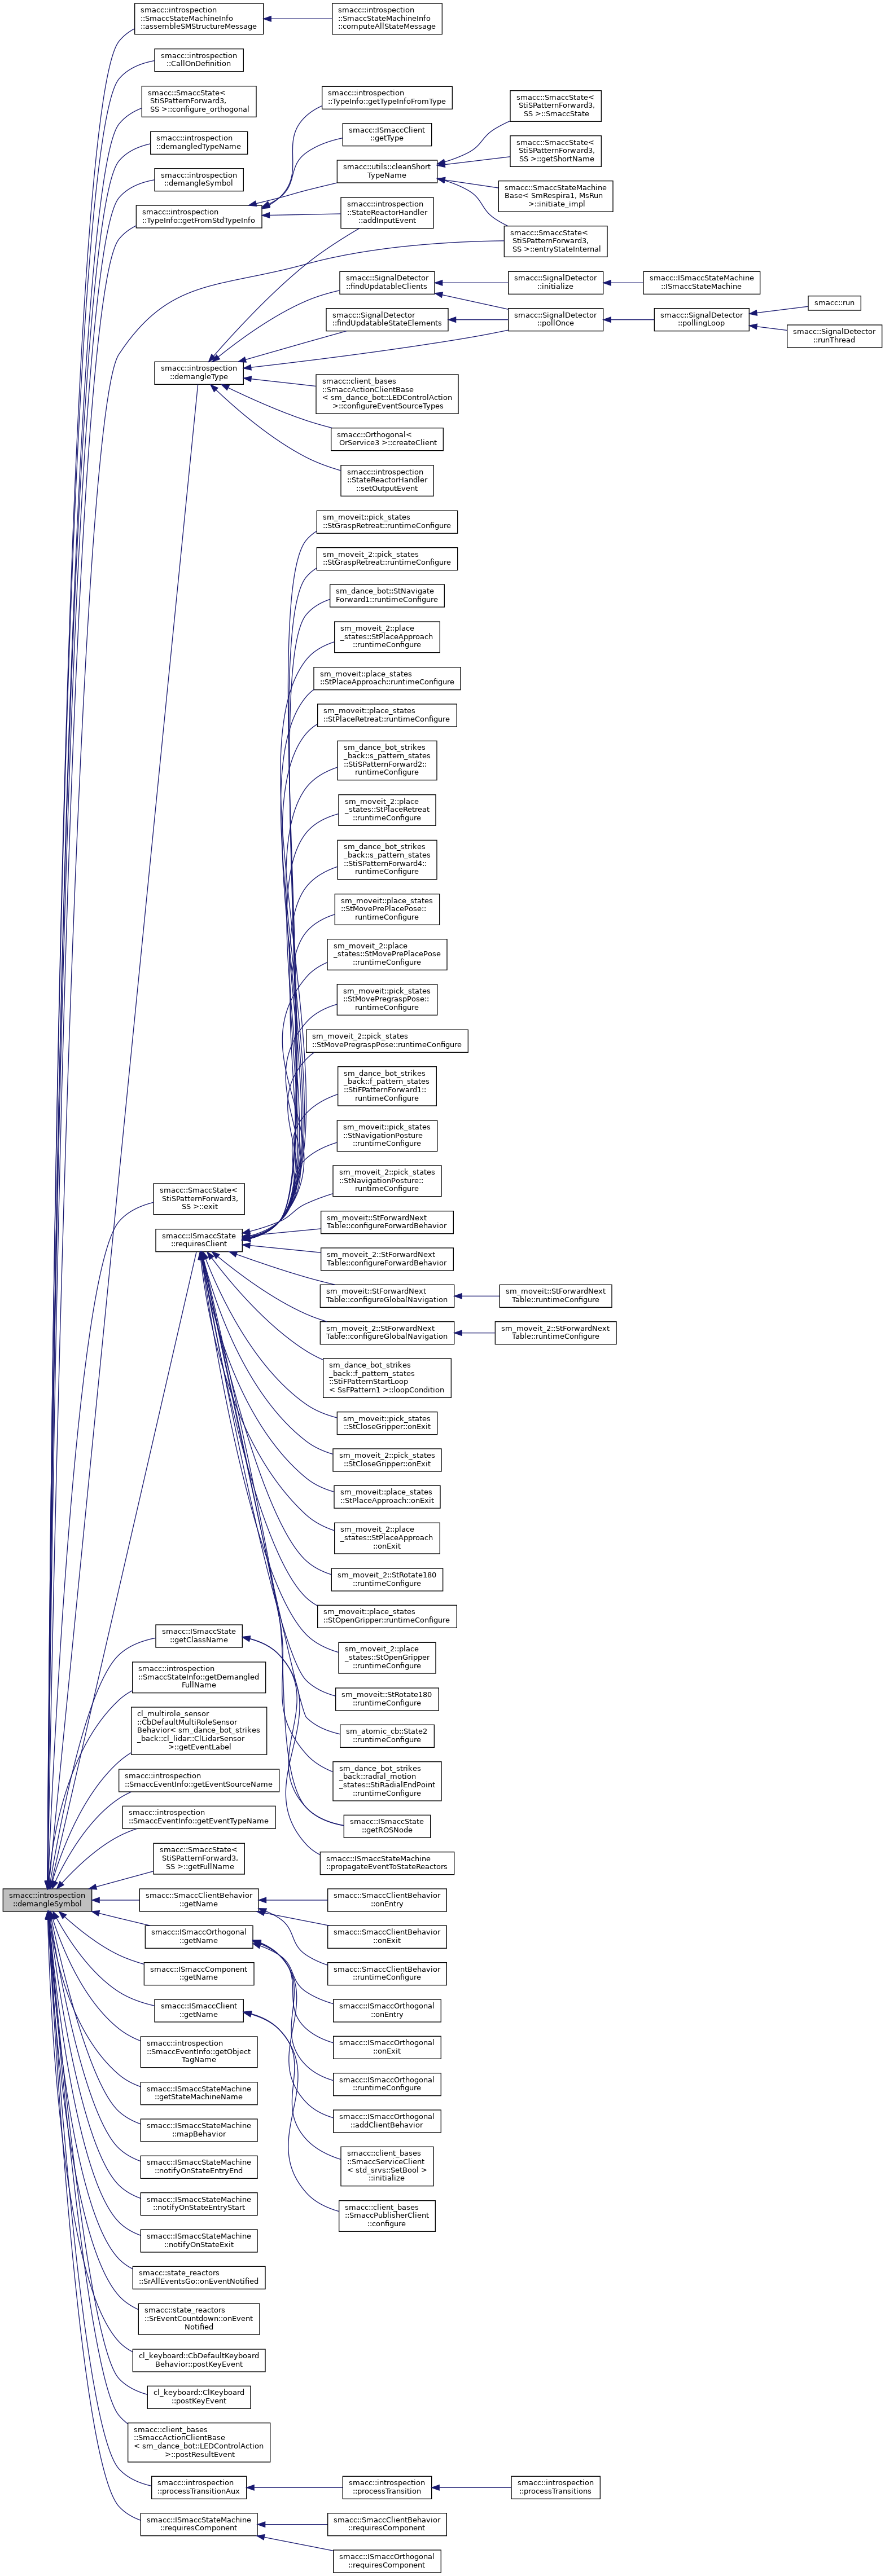 smacc::introspection
::SmaccStateMachineInfo
::assembleSMStructureMessage
smacc::introspection
::SmaccStateMachineInfo
::computeAllStateMessage
smacc::introspection
::CallOnDefinition
smacc::SmaccState<
StiSPatternForward3,
SS >::configure_orthogonal
smacc::introspection
::demangledTypeName
smacc::introspection
::demangleSymbol
smacc::introspection
::TypeInfo::getFromStdTypeInfo
smacc::introspection
::TypeInfo::getTypeInfoFromType
smacc::ISmaccClient
::getType
smacc::utils::cleanShort
TypeName
smacc::introspection
::StateReactorHandler
::addInputEvent
smacc::SmaccState<
StiSPatternForward3,
SS >::SmaccState
smacc::SmaccState<
StiSPatternForward3,
SS >::getShortName
smacc::SmaccStateMachine
Base< SmRespira1, MsRun
>::initiate_impl
smacc::SmaccState<
StiSPatternForward3,
SS >::entryStateInternal
smacc::SignalDetector
::findUpdatableClients
smacc::SignalDetector
::initialize
smacc::ISmaccStateMachine
::ISmaccStateMachine
smacc::SignalDetector
::findUpdatableStateElements
smacc::SignalDetector
::pollOnce
smacc::SignalDetector
::pollingLoop
smacc::run
smacc::SignalDetector
::runThread
smacc::introspection
::demangleType
smacc::client_bases
::SmaccActionClientBase
< sm_dance_bot::LEDControlAction
>::configureEventSourceTypes
smacc::Orthogonal<
OrService3 >::createClient
smacc::introspection
::StateReactorHandler
::setOutputEvent
sm_moveit::pick_states
::StGraspRetreat::runtimeConfigure
sm_moveit_2::pick_states
::StGraspRetreat::runtimeConfigure
sm_dance_bot::StNavigate
Forward1::runtimeConfigure
sm_moveit_2::place
_states::StPlaceApproach
::runtimeConfigure
sm_moveit::place_states
::StPlaceApproach::runtimeConfigure
sm_moveit::place_states
::StPlaceRetreat::runtimeConfigure
sm_dance_bot_strikes
_back::s_pattern_states
::StiSPatternForward2::
runtimeConfigure
sm_moveit_2::place
_states::StPlaceRetreat
::runtimeConfigure
sm_dance_bot_strikes
_back::s_pattern_states
::StiSPatternForward4::
runtimeConfigure
sm_moveit::place_states
::StMovePrePlacePose::
runtimeConfigure
sm_moveit_2::place
_states::StMovePrePlacePose
::runtimeConfigure
sm_moveit::pick_states
::StMovePregraspPose::
runtimeConfigure
sm_moveit_2::pick_states
::StMovePregraspPose::runtimeConfigure
sm_dance_bot_strikes
_back::f_pattern_states
::StiFPatternForward1::
runtimeConfigure
sm_moveit::pick_states
::StNavigationPosture
::runtimeConfigure
sm_moveit_2::pick_states
::StNavigationPosture::
runtimeConfigure
smacc::SmaccState<
StiSPatternForward3,
SS >::exit
smacc::ISmaccState
::requiresClient
sm_moveit::StForwardNext
Table::configureForwardBehavior
sm_moveit_2::StForwardNext
Table::configureForwardBehavior
sm_moveit::StForwardNext
Table::configureGlobalNavigation
sm_moveit::StForwardNext
Table::runtimeConfigure
sm_moveit_2::StForwardNext
Table::configureGlobalNavigation
sm_moveit_2::StForwardNext
Table::runtimeConfigure
sm_dance_bot_strikes
_back::f_pattern_states
::StiFPatternStartLoop
< SsFPattern1 >::loopCondition
sm_moveit::pick_states
::StCloseGripper::onExit
sm_moveit_2::pick_states
::StCloseGripper::onExit
sm_moveit::place_states
::StPlaceApproach::onExit
sm_moveit_2::place
_states::StPlaceApproach
::onExit
sm_moveit_2::StRotate180
::runtimeConfigure
sm_moveit::place_states
::StOpenGripper::runtimeConfigure
sm_moveit_2::place
_states::StOpenGripper
::runtimeConfigure
sm_moveit::StRotate180
::runtimeConfigure
sm_atomic_cb::State2
::runtimeConfigure
sm_dance_bot_strikes
_back::radial_motion
_states::StiRadialEndPoint
::runtimeConfigure
smacc::ISmaccState
::getROSNode
smacc::ISmaccStateMachine
::propagateEventToStateReactors
smacc::ISmaccState
::getClassName
smacc::introspection
::SmaccStateInfo::getDemangled
FullName
cl_multirole_sensor
::CbDefaultMultiRoleSensor
Behavior< sm_dance_bot_strikes
_back::cl_lidar::ClLidarSensor
>::getEventLabel
smacc::introspection
::SmaccEventInfo::getEventSourceName
smacc::introspection
::SmaccEventInfo::getEventTypeName
smacc::SmaccState<
StiSPatternForward3,
SS >::getFullName
smacc::introspection
::demangleSymbol
smacc::SmaccClientBehavior
::getName
smacc::SmaccClientBehavior
::onEntry
smacc::SmaccClientBehavior
::onExit
smacc::SmaccClientBehavior
::runtimeConfigure
smacc::ISmaccOrthogonal
::getName
smacc::ISmaccOrthogonal
::onEntry
smacc::ISmaccOrthogonal
::onExit
smacc::ISmaccOrthogonal
::runtimeConfigure
smacc::ISmaccOrthogonal
::addClientBehavior
smacc::ISmaccComponent
::getName
smacc::ISmaccClient
::getName
smacc::client_bases
::SmaccServiceClient
< std_srvs::SetBool >
::initialize
smacc::client_bases
::SmaccPublisherClient
::configure
smacc::introspection
::SmaccEventInfo::getObject
TagName
smacc::ISmaccStateMachine
::getStateMachineName
smacc::ISmaccStateMachine
::mapBehavior
smacc::ISmaccStateMachine
::notifyOnStateEntryEnd
smacc::ISmaccStateMachine
::notifyOnStateEntryStart
smacc::ISmaccStateMachine
::notifyOnStateExit
smacc::state_reactors
::SrAllEventsGo::onEventNotified
smacc::state_reactors
::SrEventCountdown::onEvent
Notified
cl_keyboard::CbDefaultKeyboard
Behavior::postKeyEvent
cl_keyboard::ClKeyboard
::postKeyEvent
smacc::client_bases
::SmaccActionClientBase
< sm_dance_bot::LEDControlAction
>::postResultEvent
smacc::introspection
::processTransitionAux
smacc::introspection
::processTransition
smacc::introspection
::processTransitions
smacc::ISmaccStateMachine
::requiresComponent
smacc::SmaccClientBehavior
::requiresComponent
smacc::ISmaccOrthogonal
::requiresComponent